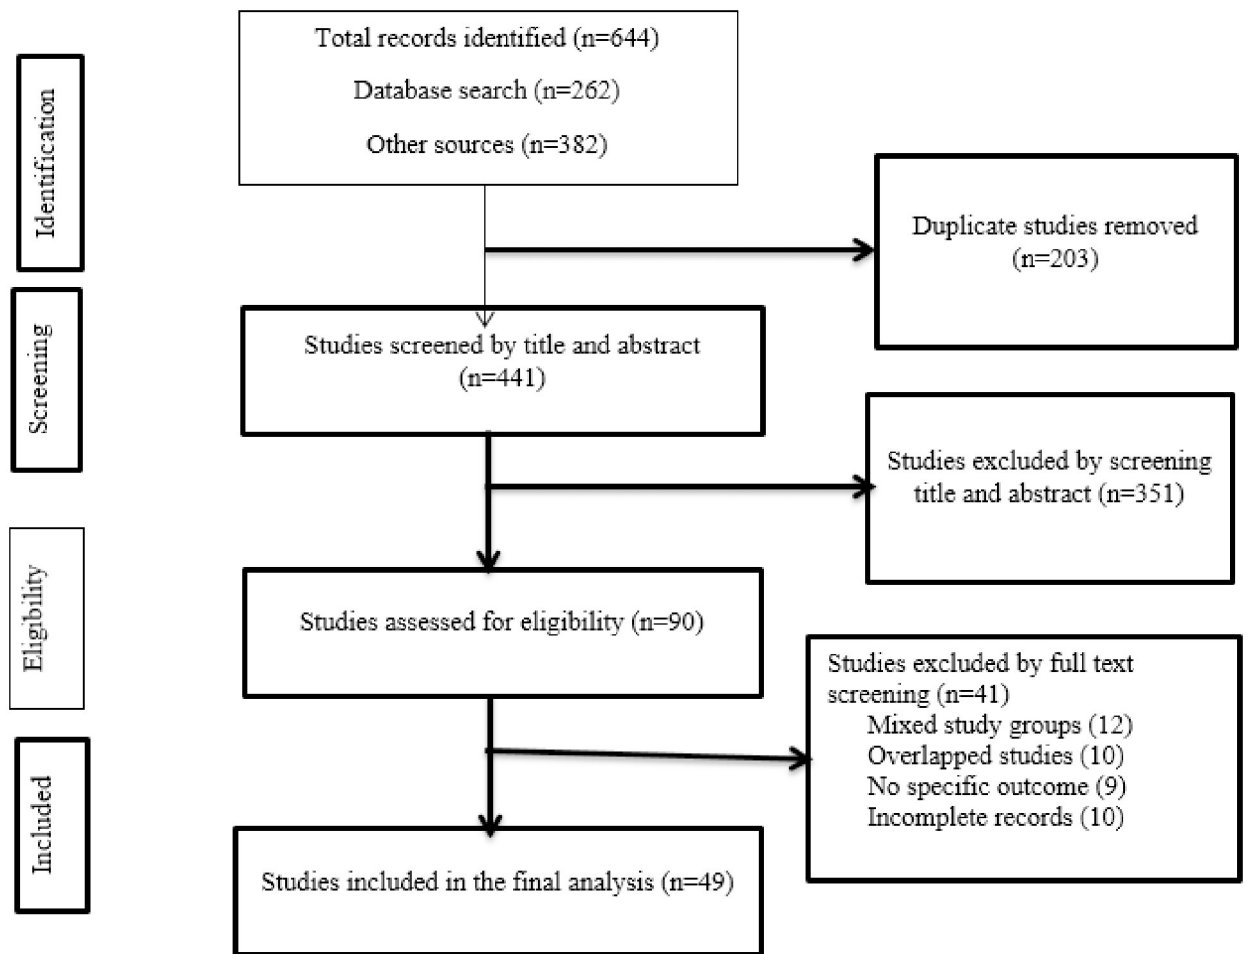 Total records identified (n=644)
Database search (n=262)
Other sources (n=382)
Identification
Duplicate studies removed
(n=203)
Screening
Studies screened by title and abstract
(n=441)
Studies excluded by screening
title and abstract (n=351)
Eligibility
Studies assessed for eligibility (n=90)
Studies excluded by full text
screening (n=41)
Mixed study groups (12)
Overlapped studies (10)
No specific outcome (9)
Incomplete records (10)
Included
Studies included in the final analysis (n=49)